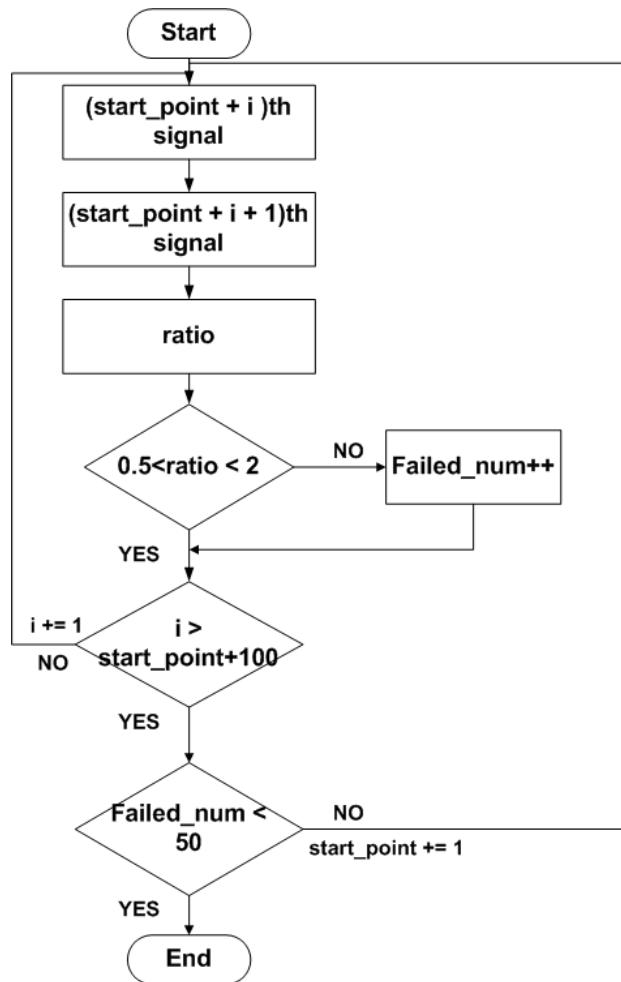 Start
(start_point + i )th
signal
(start_point + i + 1)th
signal
ratio
0.5<ratio < 2
NO
Failed_num++
YES
i += 1
NO
i >
start_point+100
YES
Failed_num <
50
NO
start_point += 1
YES
End